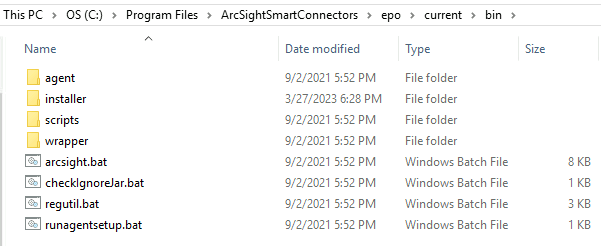 This PC > OS (C:) > Program Files > ArcSightSmartConnectors > epo > current > bin >
Name Date modified Type Size
agent 9/2/2021 5:52 PM File folder
installer 3/27/2023 6:28 PM File folder
scripts 9/2/2021 5:52 PM File folder
wrapper 9/2/2021 5:52 PM File folder
arcsight.bat 9/2/2021 5:52 PM Windows Batch File 8 KB
checkIgnoreJar.bat 9/2/2021 5:52 PM Windows Batch File 1 KB
regutil.bat 9/2/2021 5:52 PM Windows Batch File 3 KB
runagentsetup.bat 9/2/2021 5:52 PM Windows Batch File 1 KB